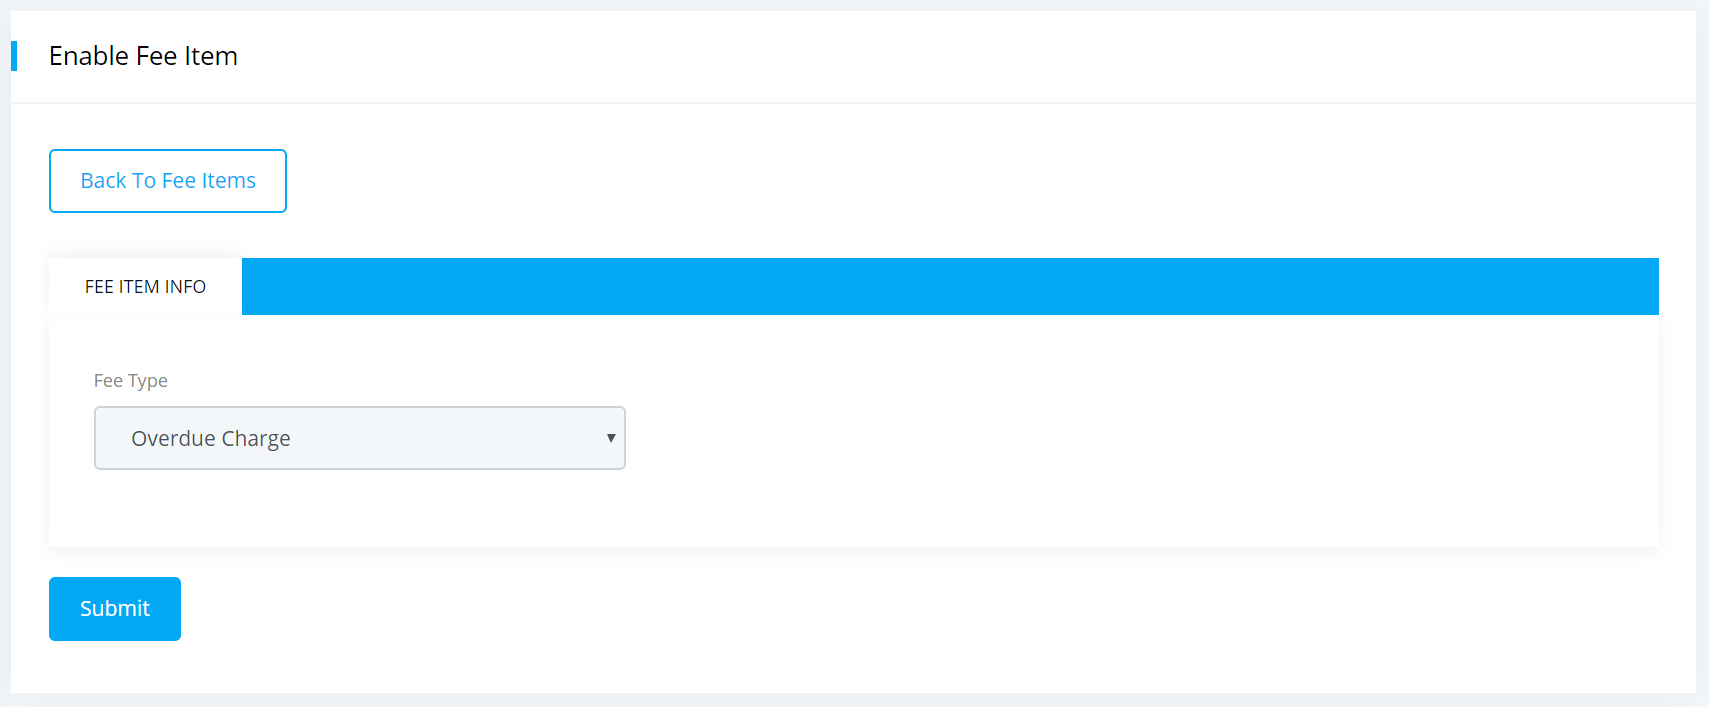 Enable Fee Item
Back To Fee Items
FEE ITEM INFO
Fee Type
Overdue Charge
Submit